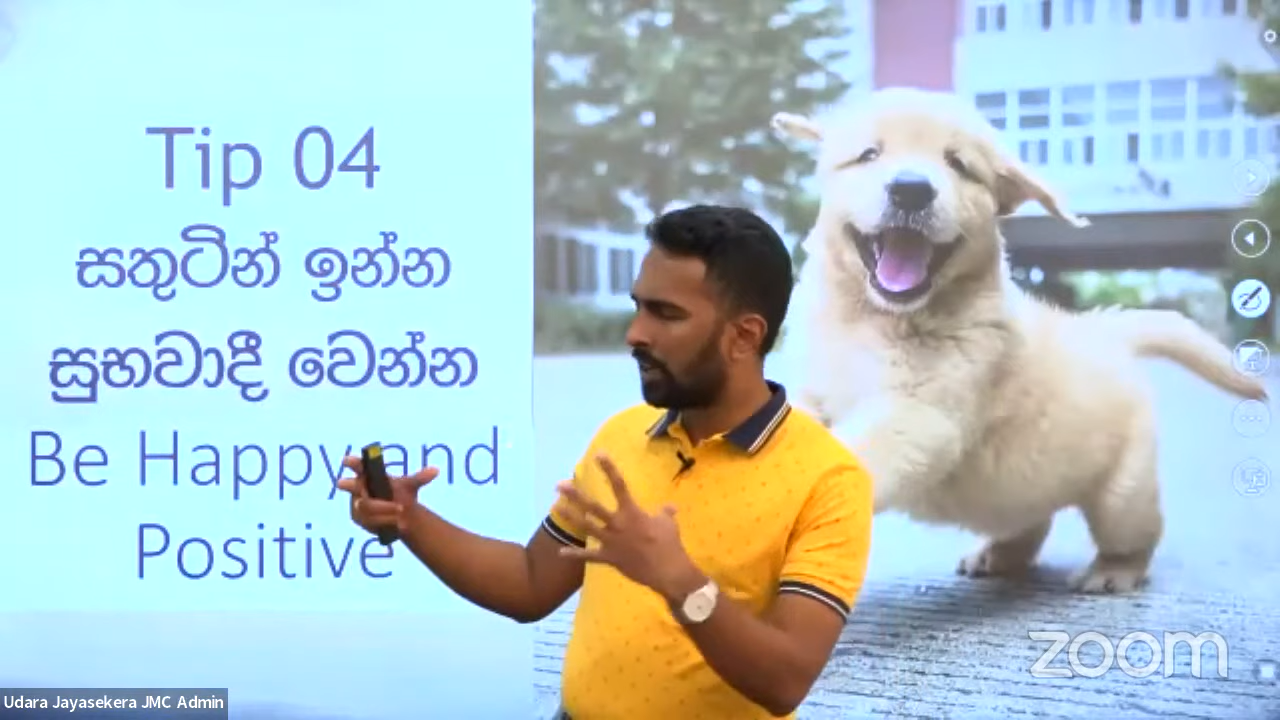 Tip 04
සතුටින් ඉන්න
සුභවාදී වෙන්න
Be Happy and
Positive
zoom
Udara Jayasekera JMC Admin